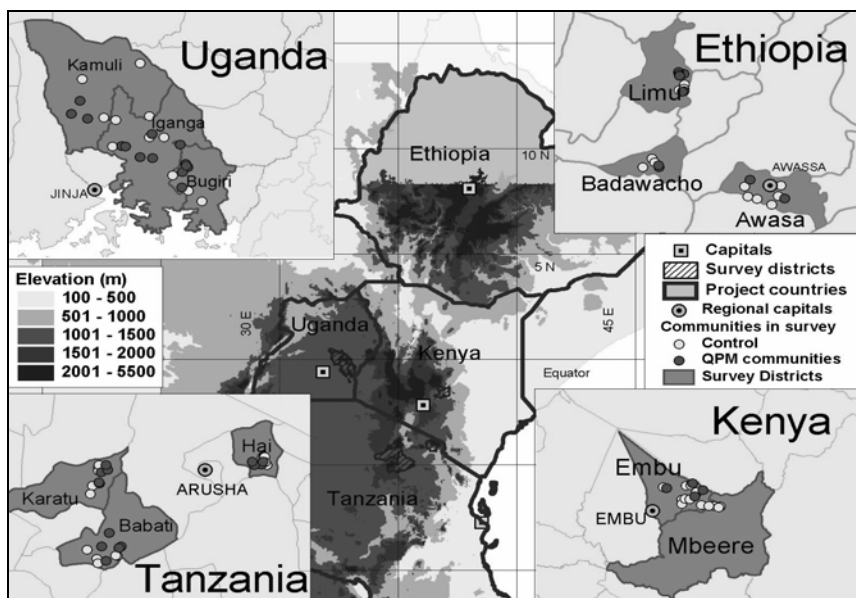 Uganda
Kamuli
Iganga
Bugiri
JINJA
Ethiopia
Limu
Badawacho
AWASSA
Awasa
Ethiopia
10 N
5 N
Uganda
Kenya
30 E
45 E
Equator
Tanzania
Elevation (m)
100 - 500
501 - 1000
1001 - 1500
1501 - 2000
2001 - 5500
Capitals
Survey districts
Project countries
Regional capitals
Communities in survey
Control
QPM communities
Survey Districts
Hai
ARUSHA
Karatu
Babati
Tanzania
Kenya
Embu
EMBU
Mbeere